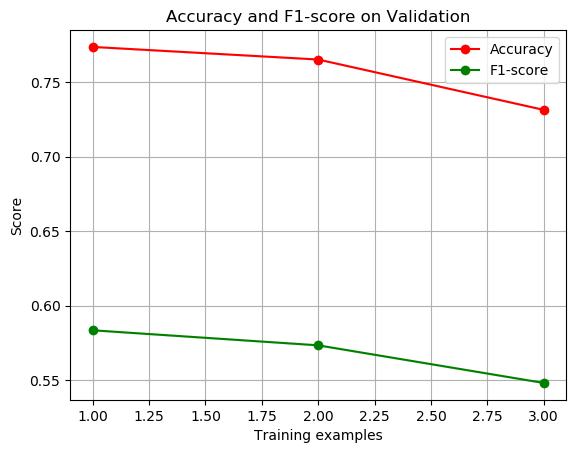 Accuracy and F1-score on Validation
Accuracy
F1-score
0.75
0.70
0.65
0.60
0.55
Score
1.00 1.25 1.50 1.75 2.00 2.25 2.50 2.75 3.00
Training examples